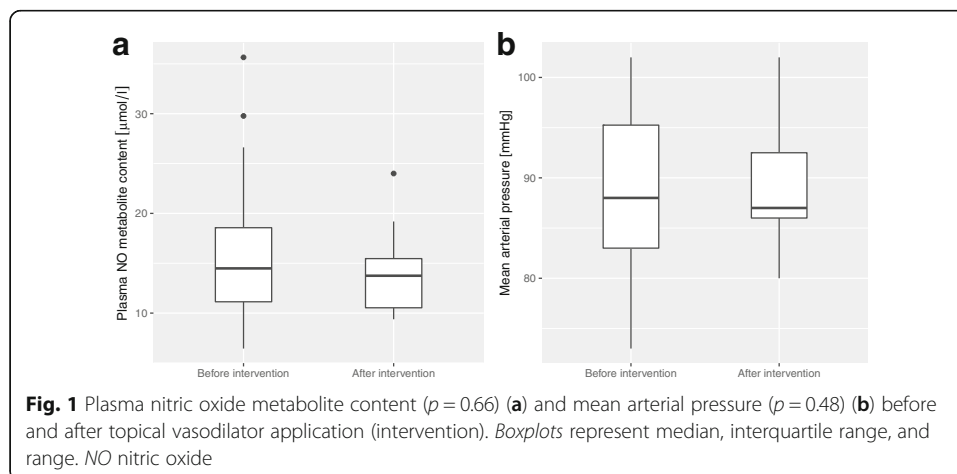 a
b
Plasma NO metabolite content [μmol/l]
30
20
10
Before intervention
After intervention
Mean arterial pressure [mmHg]
100
90
80
Before intervention
After intervention
Fig. 1 Plasma nitric oxide metabolite content (p = 0.66) (a) and mean arterial pressure (p = 0.48) (b) before
and after topical vasodilator application (intervention). Boxplots represent median, interquartile range, and
range. NO nitric oxide